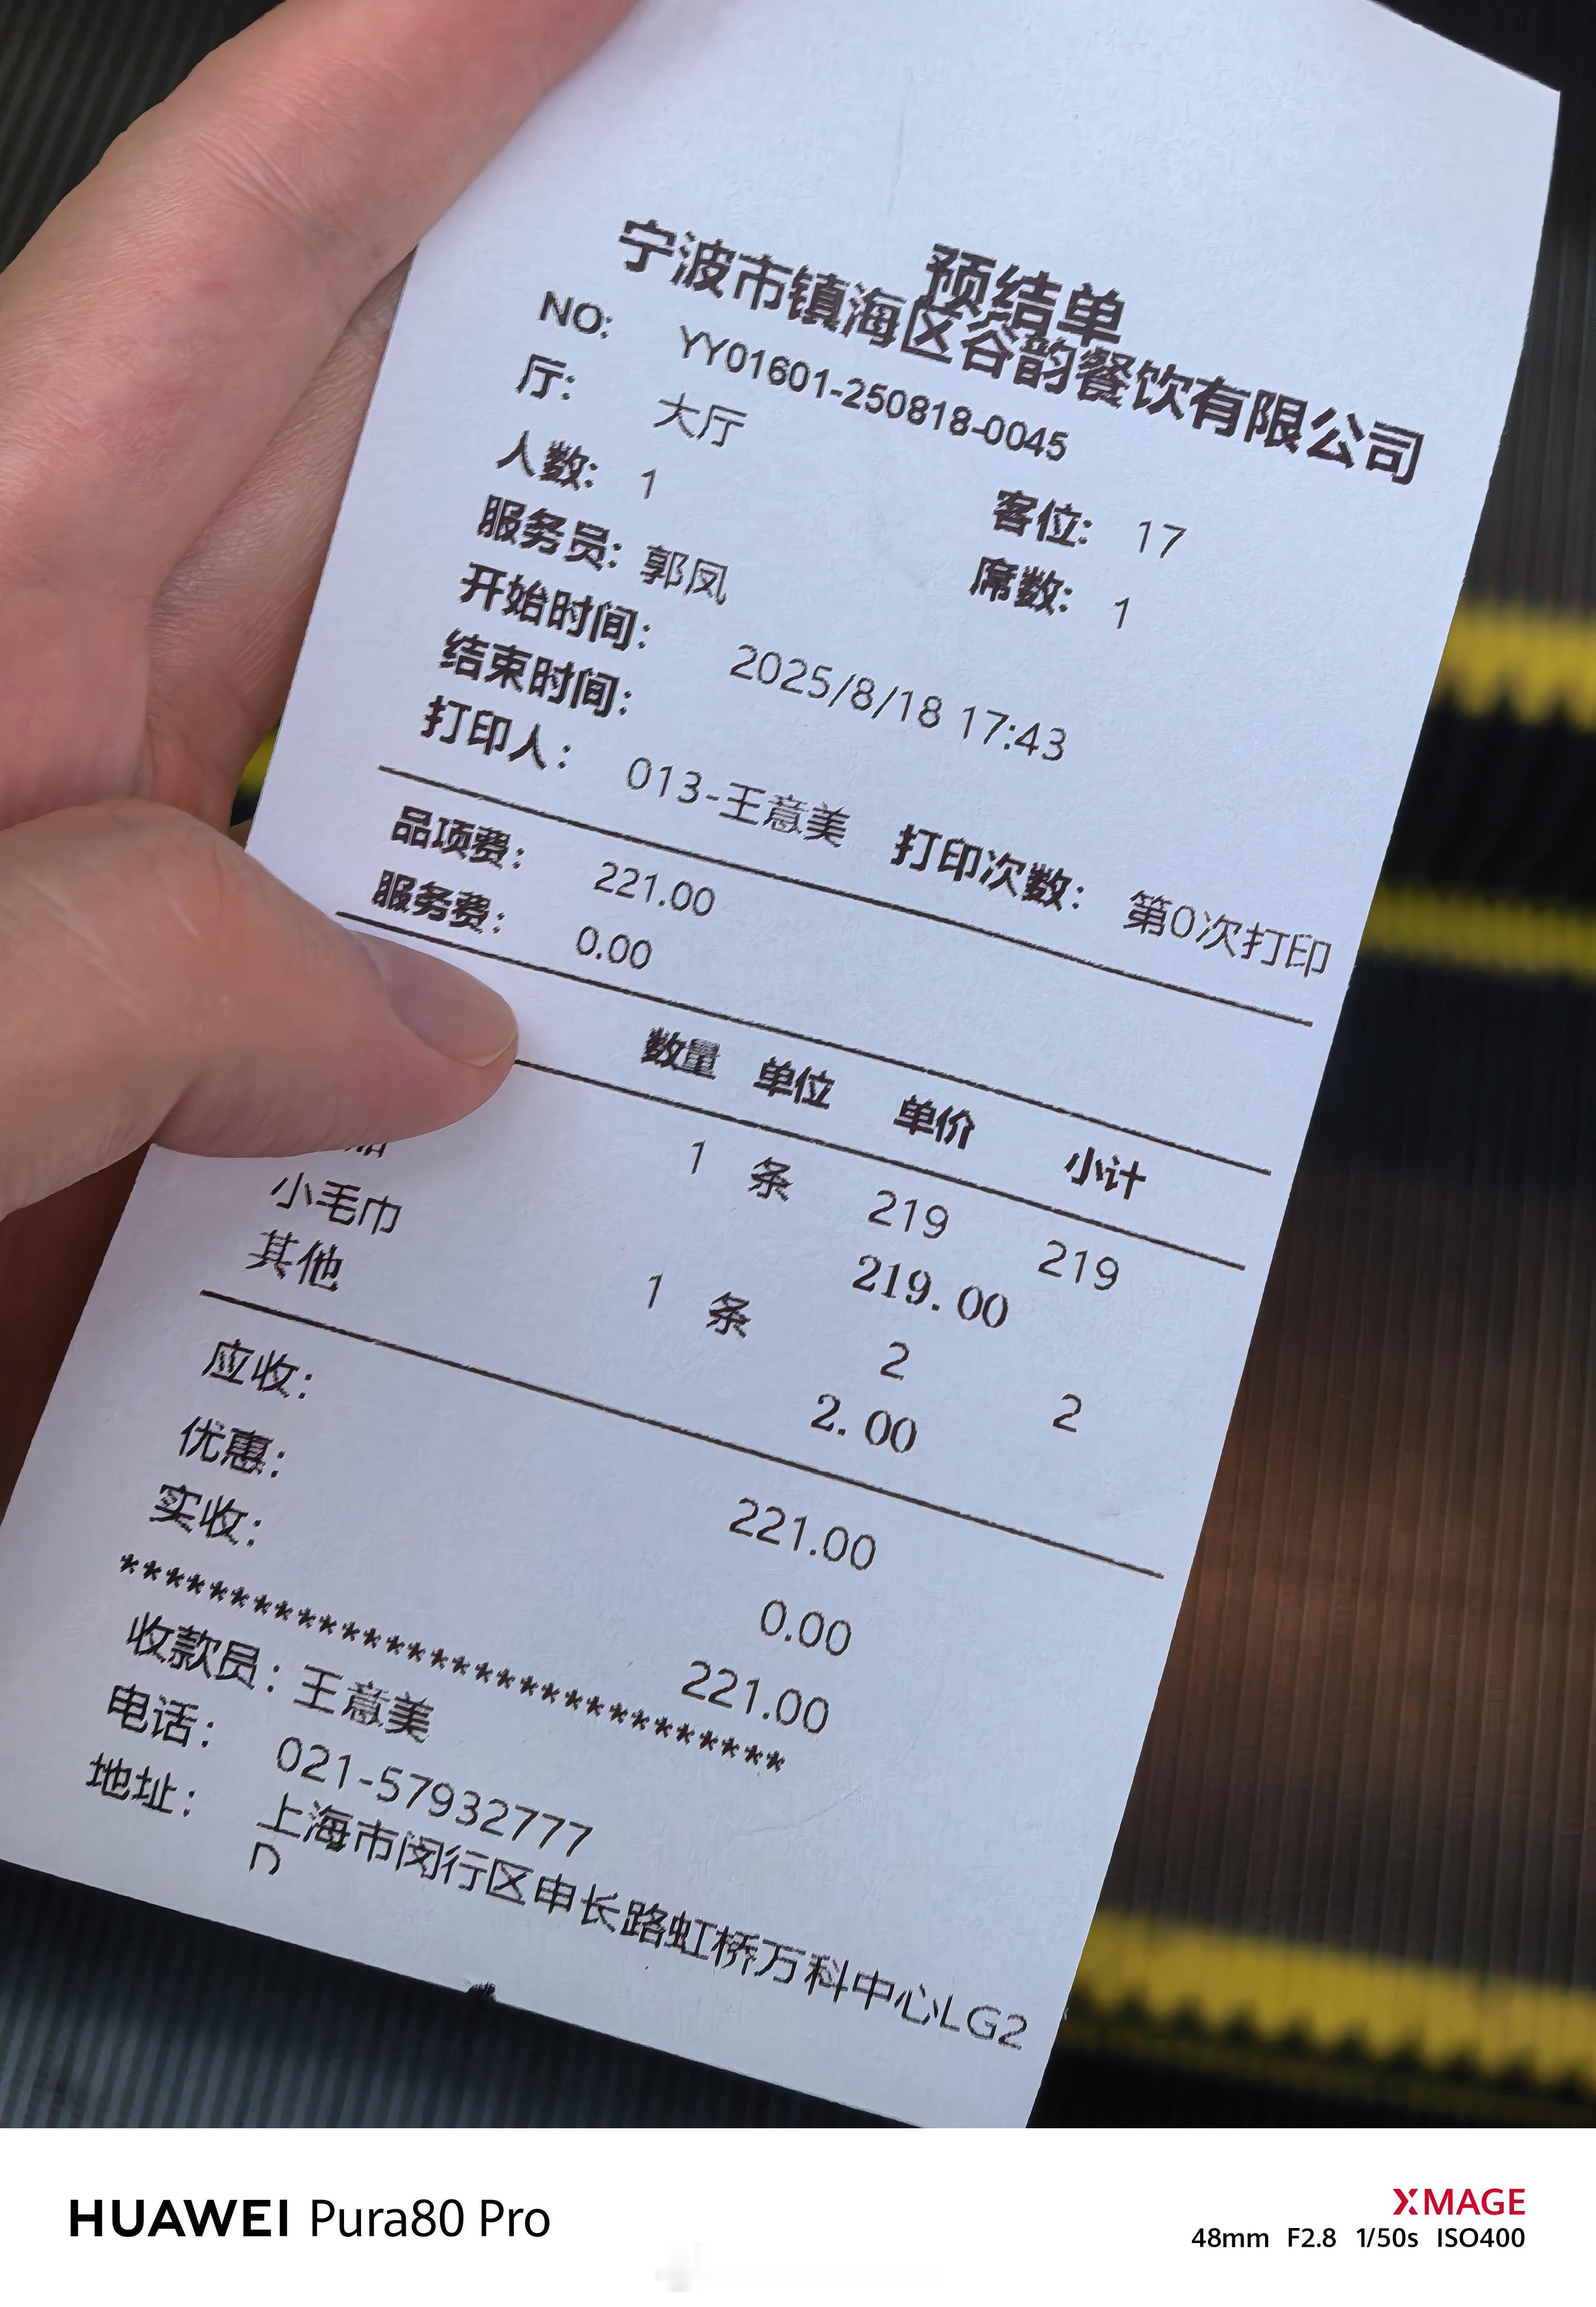 预结单
宁波市镇海区谷韵餐饮有限公司
NO: YY01601-250818-0045
厅: 大厅 客位: 17
人数: 1 席数: 1
服务员: 郭凤
开始时间: 2025/8/18 17:43
结束时间:
打印人: 013-王意美 打印次数: 第0次打印
品项费: 221.00
服务费: 0.00
数量 单位 单价 小计
1 条 219 219
219.00
小毛巾 1 条 2 2
其他 2.00
应收: 221.00
优惠: 0.00
实收: 221.00
*******************************
收款员: 王意美
电话: 021-57932777
地址: 上海市闵行区申长路虹桥万科中心LG2
HUAWEI Pura80 Pro
XMAGE
48mm F2.8 1/50s ISO400